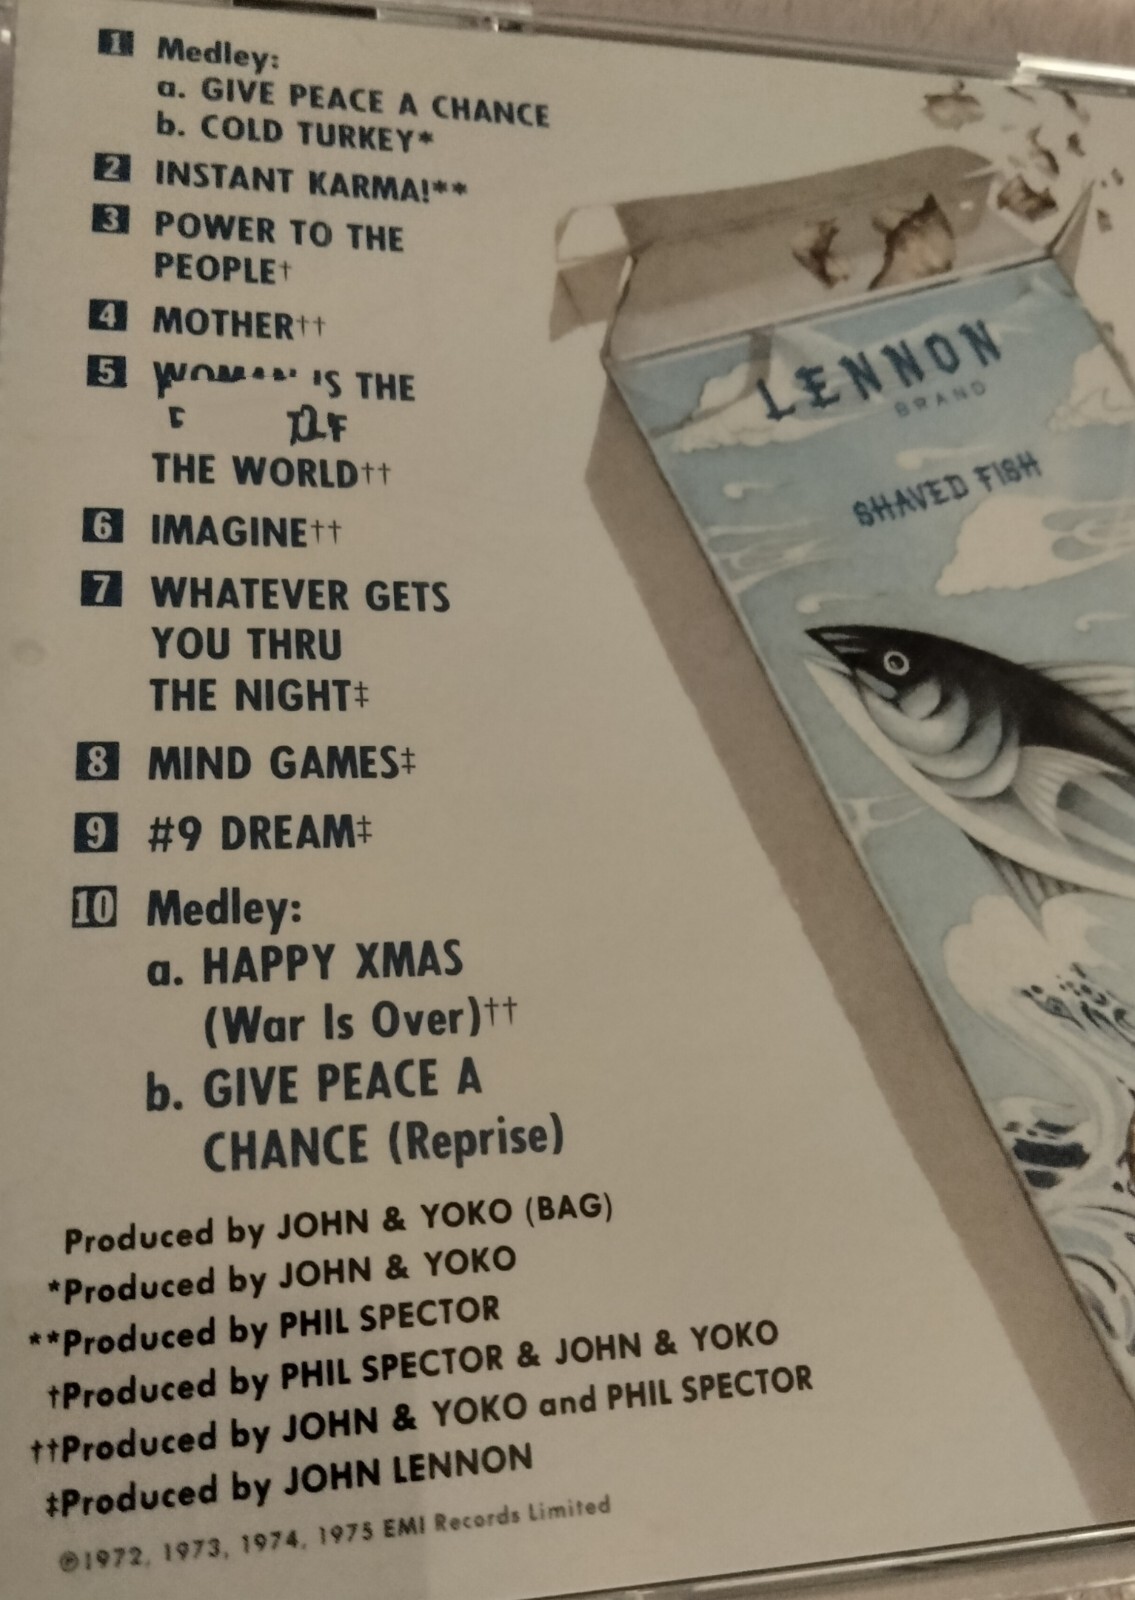 1 Medley:
a. GIVE PEACE A CHANCE
b. COLD TURKEY*
2 INSTANT KARMA!**
3 POWER TO THE
PEOPLE†
4 MOTHER††
5 WOMAN IS THE
THE WORLD††
6 IMAGINE††
7 WHATEVER GETS
YOU THRU
THE NIGHT‡
8 MIND GAMES‡
9 #9 DREAM‡
10 Medley:
a. HAPPY XMAS
(War Is Over)††
b. GIVE PEACE A
CHANCE (Reprise)
Produced by JOHN & YOKO (BAG)
*Produced by JOHN & YOKO
**Produced by PHIL SPECTOR
†Produced by PHIL SPECTOR & JOHN & YOKO
††Produced by JOHN & YOKO and PHIL SPECTOR
‡Produced by JOHN LENNON
℗1972, 1973, 1974, 1975 EMI Records Limited
LENNON
BRAND
SHAVED FISH